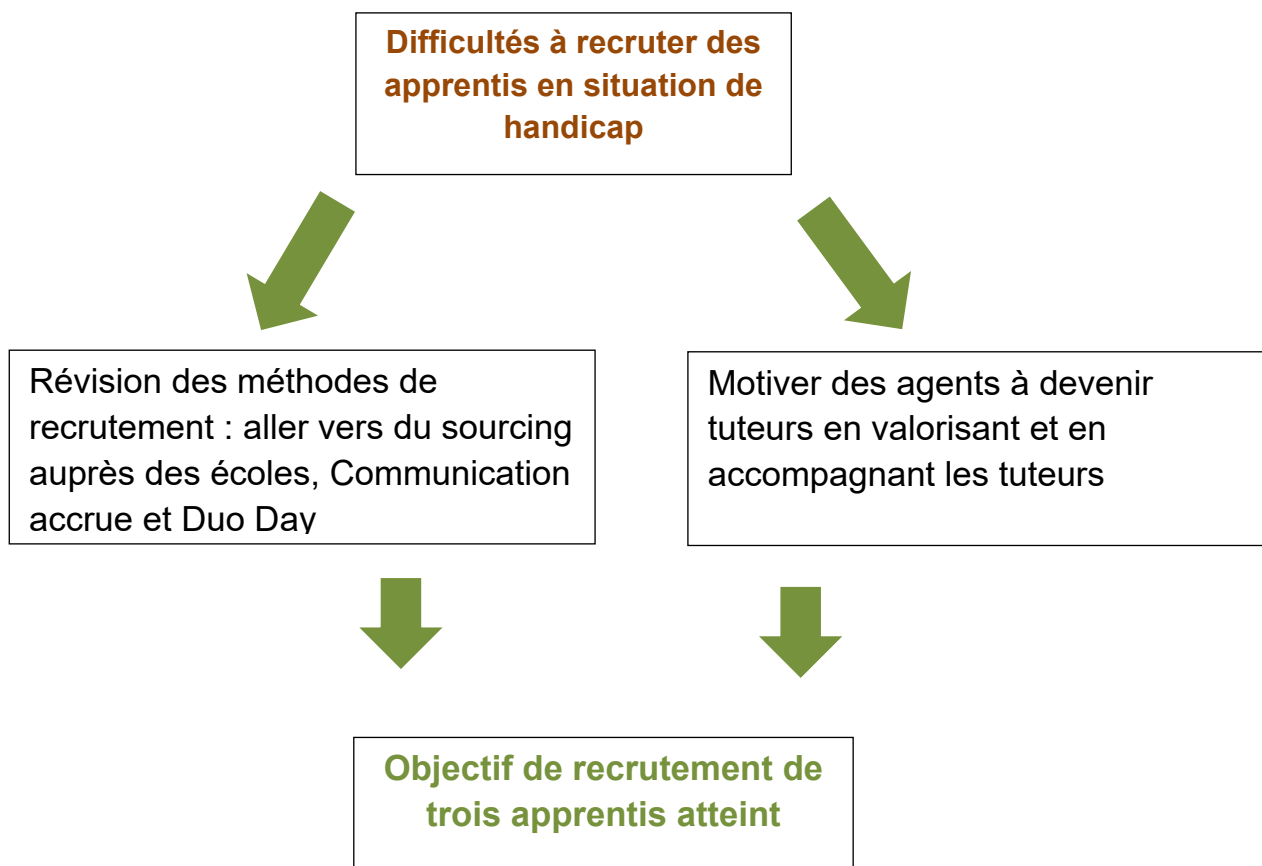 Difficultés à recruter des
apprentis en situation de
handicap
Révision des méthodes de
recrutement : aller vers du sourcing
auprès des écoles, Communication
accrue et Duo Day
Motiver des agents à devenir
tuteurs en valorisant et en
accompagnant les tuteurs
Objectif de recrutement de
trois apprentis atteint